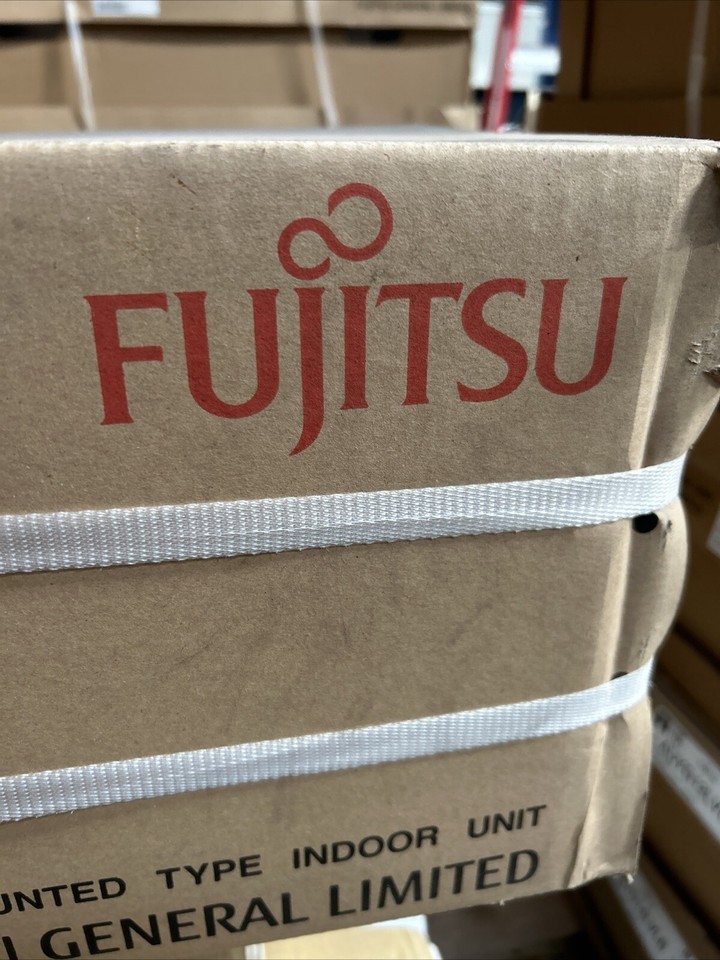 FUJITSU
UNTED TYPE INDOOR UNIT
I GENERAL LIMITED